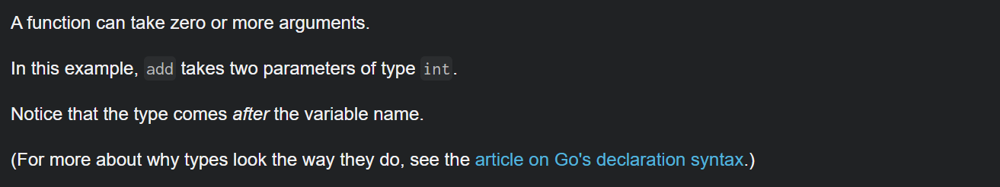 A function can take zero or more arguments.
In this example, add takes two parameters of type int.
Notice that the type comes after the variable name.
(For more about why types look the way they do, see the article on Go's declaration syntax.)